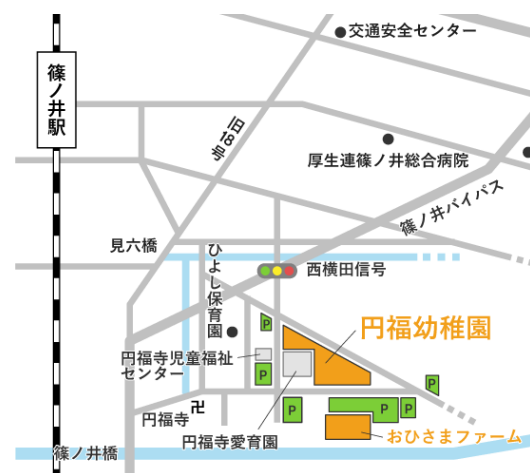 交通安全センター
篠ノ井駅
旧18号
厚生連篠ノ井総合病院
篠ノ井バイパス
見六橋
ひよし保育園
西横田信号
P
円福幼稚園
円福寺児童福祉
センター
P
P
円福寺
卍
P
P
P
円福寺愛育園
おひさまファーム
篠ノ井橋